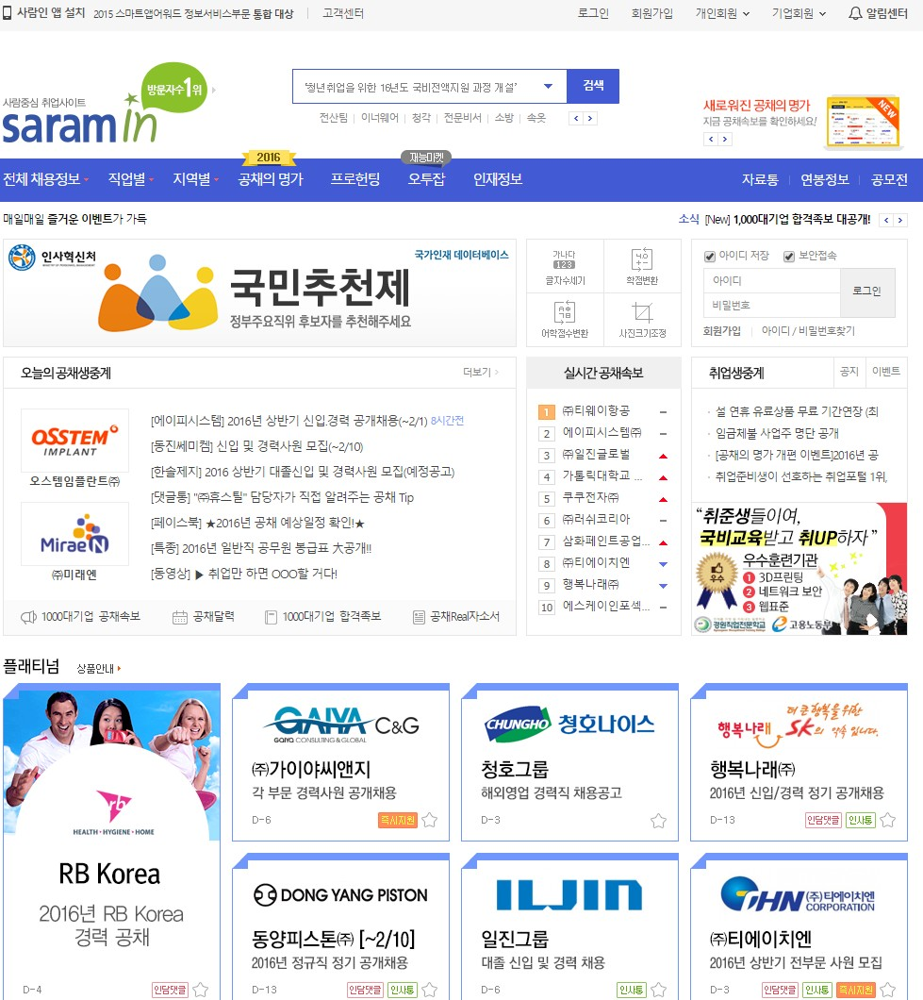 사람인 앱 설치 2015 스마트앱어워드 정보서비스부문 통합 대상 고객센터 로그인 회원가입 개인회원 기업회원 알림센터
방문자수1위
사람중심 취업사이트
saramin
'청년취업을 위한 16년도 국비전액지원 과정 개설' 검색
전산팀 이너웨어 청각 전문비서 소방 속옷
새로워진 공채의 명가
지금 공채속보를 확인하세요!
NEW
2016 재능마켓
전체 채용정보 직업별 지역별 공채의 명가 프로헌팅 오투잡 인재정보 자료통 연봉정보 공모전
매일매일 즐거운 이벤트가 가득 소식 [New] 1,000대기업 합격족보 대공개!
인사혁신처
국가인재 데이터베이스
국민추천제
정부주요직위 후보자를 추천해주세요
가나다
123
글자수세기
4.0
학점변환
어학점수변환
사진크기조정
아이디 저장 보안접속
아이디
비밀번호
로그인
회원가입 아이디 / 비밀번호찾기
오늘의 공채생중계 더보기
OSSTEM
IMPLANT
오스템임플란트㈜
Mirae N
㈜미래엔
[에이피시스템] 2016년 상반기 신입.경력 공개채용(~2/1) 8시간전
[동진쎄미켐] 신입 및 경력사원 모집(~2/10)
[한솔제지] 2016 상반기 대졸신입 및 경력사원 모집(예정공고)
[댓글통] "㈜휴스틸" 담당자가 직접 알려주는 공채 Tip
[페이스북] ★2016년 공채 예상일정 확인!★
[특종] 2016년 일반직 공무원 봉급표 大공개!!
[동영상] ▶ 취업만 하면 OOO할 거다!
1000대기업 공채속보 공채달력 1000대기업 합격족보 공채Real자소서
실시간 공채속보
1 ㈜티웨이항공
2 에이피시스템㈜
3 ㈜일진글로벌
4 가톨릭대학교 ...
5 쿠쿠전자㈜
6 ㈜러쉬코리아
7 삼화페인트공업...
8 ㈜티에이치엔
9 행복나래㈜
10 에스케이인포섹...
취업생중계 공지 이벤트
설 연휴 유료상품 무료 기간연장 (최
임금체불 사업주 명단 공개
[공채의 명가 개편 이벤트]2016년 공
취업준비생이 선호하는 취업포털 1위,
"취준생들이여,
국비교육받고 취UP하자"
우수
우수훈련기관
1 3D프린팅
2 네트워크 보안
3 웹표준
경원직업전문학교 고용노동부
플래티넘 상품안내
rb
HEALTH • HYGIENE • HOME
RB Korea
2016년 RB Korea
경력 공채
D-4 인담댓글
GAIYA C&G
GAIYA CONSULTING & GLOBAL
㈜가이야씨앤지
각 부문 경력사원 공개채용
D-6 즉시지원
CHUNGHO 청호나이스
청호그룹
해외영업 경력직 채용공고
D-3
더 큰 행복을 위한
행복나래 SK의 약속 입니다.
행복나래㈜
2016년 신입/경력 정기 공개채용
D-13 인담댓글 인사통
DONG YANG PISTON
동양피스톤㈜ [~2/10]
2016년 정규직 정기 공개채용
D-13 인담댓글 인사통
ILJIN
일진그룹
대졸 신입 및 경력 채용
D-6 인사통
THN (주)티에이치엔
CORPORATION
㈜티에이치엔
2016년 상반기 전부문 사원 모집
D-3 인담댓글 인사통 즉시지원